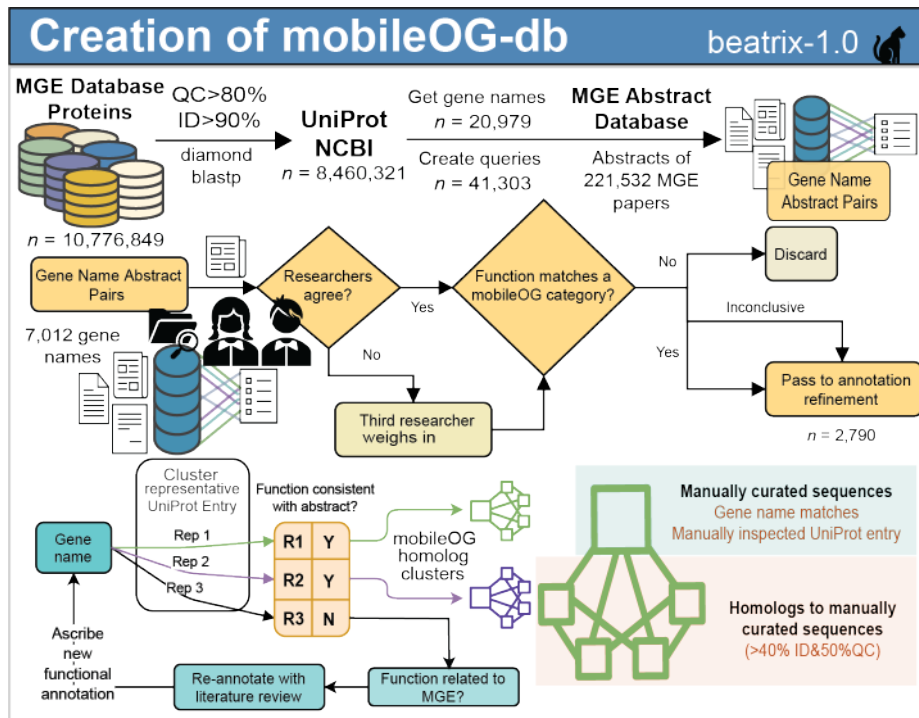 Creation of mobileOG-db
beatrix-1.0
MGE Database
Proteins
QC>80%
ID>90%
diamond
blastp
UniProt
NCBI
n = 8,460,321
Get gene names
n = 20,979
Create queries
n = 41,303
MGE Abstract
Database
Abstracts of
221,532 MGE
papers
Gene Name
Abstract Pairs
n = 10,776,849
Gene Name Abstract
Pairs
7,012 gene
names
Researchers
agree?
Yes
No
Third researcher
weighs in
Function matches a
mobileOG category?
No
Discard
Inconclusive
Yes
Pass to annotation
refinement
n = 2,790
Cluster
representative
UniProt Entry
Function consistent
with abstract?
Gene
name
Rep 1
Rep 2
Rep 3
R1 Y
R2 Y
R3 N
mobileOG
homolog
clusters
Ascribe
new
functional
annotation
Re-annotate with
literature review
Function related to
MGE?
Manually curated sequences
Gene name matches
Manually inspected UniProt entry
Homologs to manually
curated sequences
(>40% ID&50%QC)